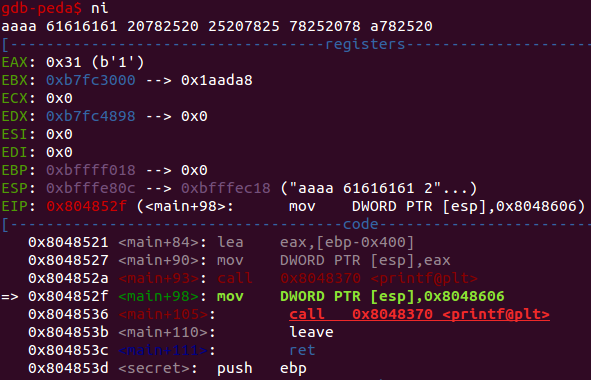 gdb-peda$ ni
aaaa 61616161 20782520 25207825 78252078 a782520
[----------------------------------registers-----------------------
EAX: 0x31 (b'1')
EBX: 0xb7fc3000 --> 0x1aada8
ECX: 0x0
EDX: 0xb7fc4898 --> 0x0
ESI: 0x0
EDI: 0x0
EBP: 0xbffff018 --> 0x0
ESP: 0xbfffe80c --> 0xbfffec18 ("aaaa 61616161 2"...)
EIP: 0x804852f (<main+98>: mov DWORD PTR [esp],0x8048606)
[------------------------------------code--------------------------
0x8048521 <main+84>: lea eax,[ebp-0x400]
0x8048527 <main+90>: mov DWORD PTR [esp],eax
0x804852a <main+93>: call 0x8048370 <printf@plt>
=> 0x804852f <main+98>: mov DWORD PTR [esp],0x8048606
0x8048536 <main+105>: call 0x8048370 <printf@plt>
0x804853b <main+110>: leave
0x804853c <main+111>: ret
0x804853d <secret>: push ebp